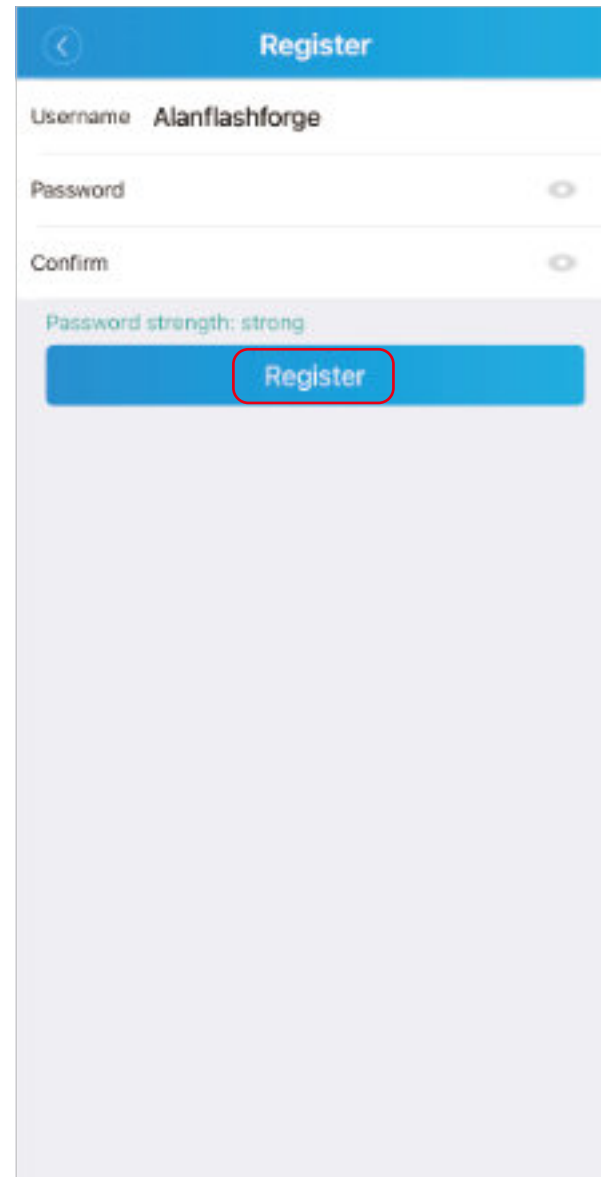 Register
Username Alanflashforge
Password
Confirm
Password strength: strong
Register